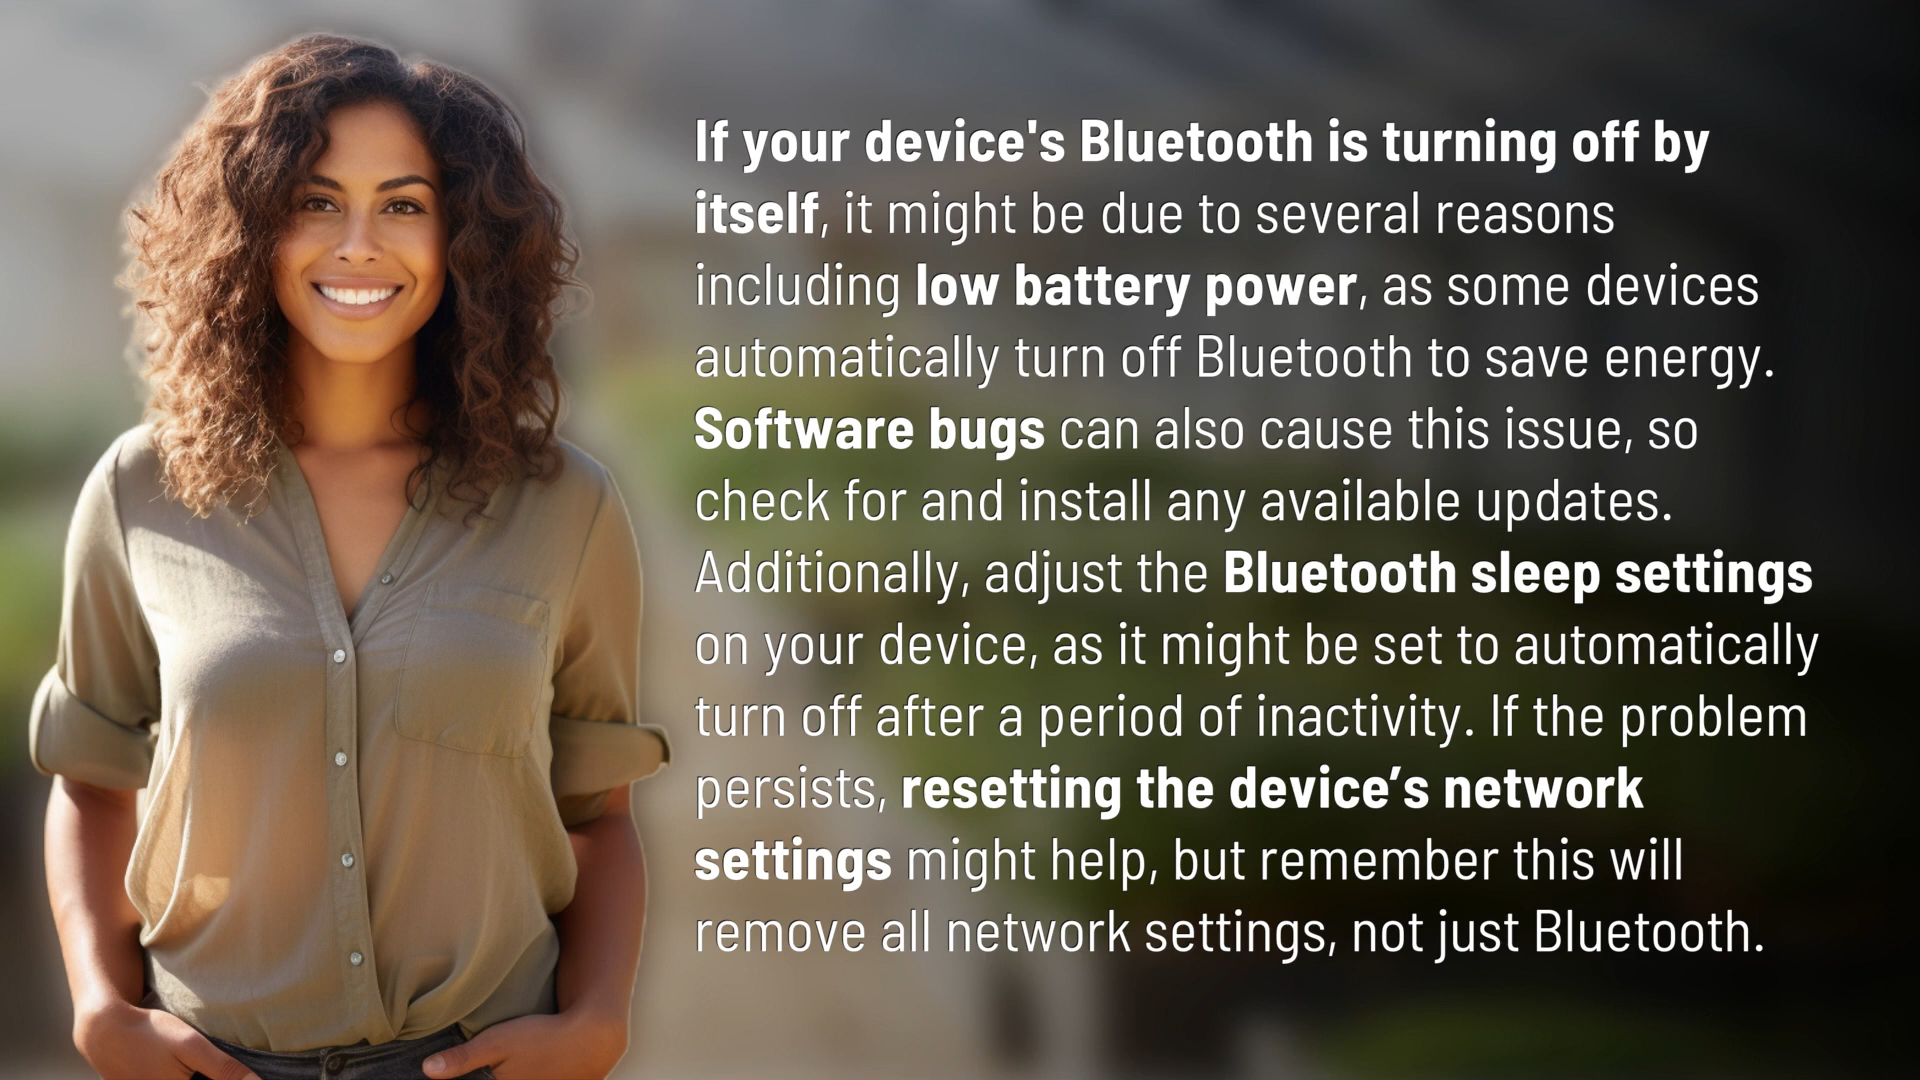 If your device's Bluetooth is turning off by
itself, it might be due to several reasons
including low battery power, as some devices
automatically turn off Bluetooth to save energy.
Software bugs can also cause this issue, so
check for and install any available updates.
Additionally, adjust the Bluetooth sleep settings
on your device, as it might be set to automatically
turn off after a period of inactivity. If the problem
persists, resetting the device’s network
settings might help, but remember this will
remove all network settings, not just Bluetooth.